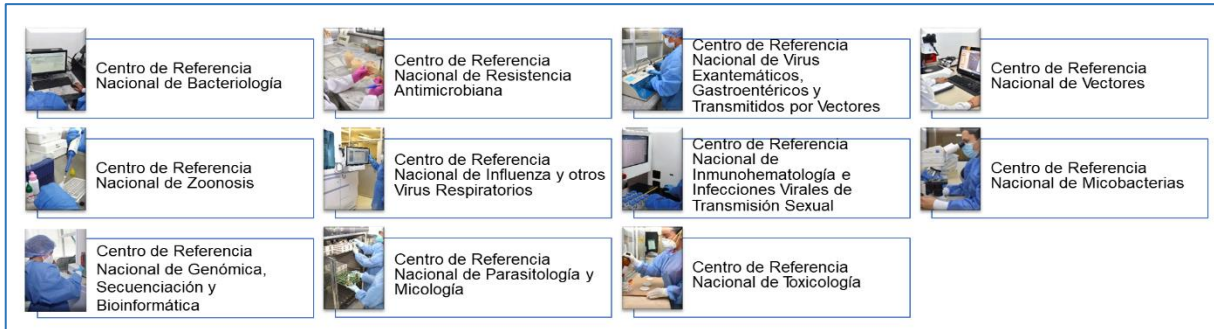 Centro de Referencia
Nacional de Bacteriología
Centro de Referencia
Nacional de Resistencia
Antimicrobiana
Centro de Referencia
Nacional de Virus
Exantemáticos,
Gastroentéricos y
Transmitidos por Vectores
Centro de Referencia
Nacional de Vectores
Centro de Referencia
Nacional de Zoonosis
Centro de Referencia
Nacional de Influenza y otros
Virus Respiratorios
Centro de Referencia
Nacional de
Inmunohematología e
Infecciones Virales de
Transmisión Sexual
Centro de Referencia
Nacional de Micobacterias
Centro de Referencia
Nacional de Genómica,
Secuenciación y
Bioinformática
Centro de Referencia
Nacional de Parasitología y
Micología
Centro de Referencia
Nacional de Toxicología